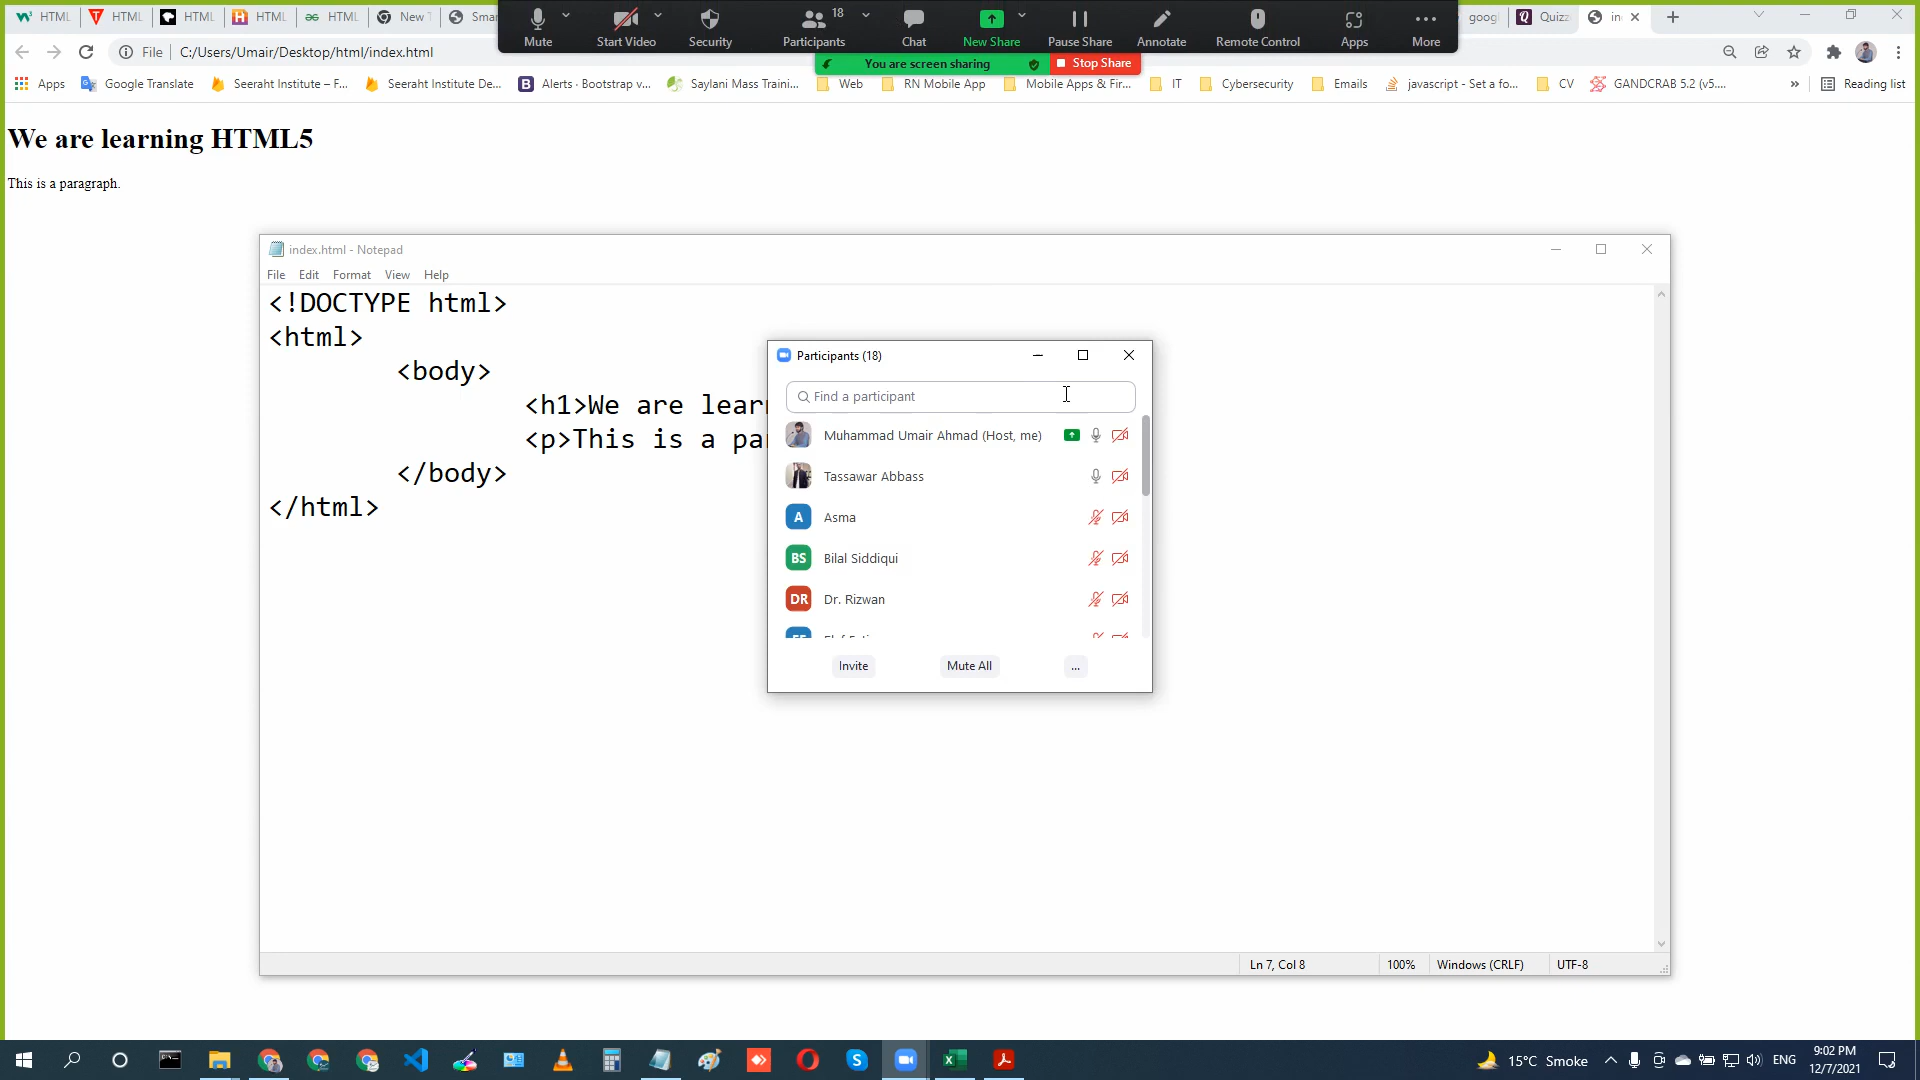 HTML HTML HTML HTML HTML New T Smar goog Quizz in
Mute Start Video Security Participants 18 Chat New Share Pause Share Annotate Remote Control Apps More
File C:/Users/Umair/Desktop/html/index.html
You are screen sharing Stop Share
Apps Google Translate Seeraht Institute – F... Seeraht Institute De... Alerts · Bootstrap v... Saylani Mass Traini... Web RN Mobile App Mobile Apps & Fir... IT Cybersecurity Emails javascript - Set a fo... CV GANDCRAB 5.2 (v5.... » Reading list
We are learning HTML5
This is a paragraph.
index.html - Notepad
File Edit Format View Help
<!DOCTYPE html>
<html>
<body>
<h1>We are lear
<p>This is a pa
</body>
</html>
Participants (18)
Find a participant
Muhammad Umair Ahmad (Host, me)
Tassawar Abbass
A Asma
BS Bilal Siddiqui
DR Dr. Rizwan
Invite Mute All ...
Ln 7, Col 8 100% Windows (CRLF) UTF-8
15°C Smoke ENG 9:02 PM
12/7/2021